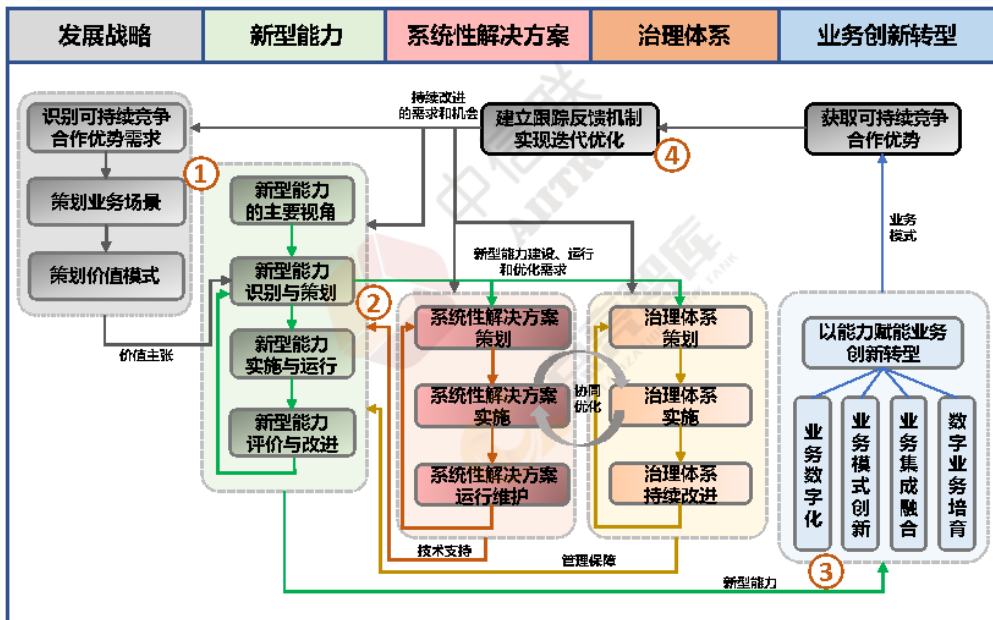 发展战略
新型能力
系统性解决方案
治理体系
业务创新转型
识别可持续竞争
合作优势需求
策划业务场景
策划价值模式
价值主张
①
持续改进
的需求和机会
建立跟踪反馈机制
实现迭代优化
④
获取可持续竞争
合作优势
新型能力
的主要视角
新型能力
识别与策划
②
新型能力
实施与运行
新型能力
评价与改进
新型能力建设、运行
和优化需求
系统性解决方案
策划
系统性解决方案
实施
系统性解决方案
运行维护
协同
优化
治理体系
策划
治理体系
实施
治理体系
持续改进
技术支持
管理保障
新型能力
业务
模式
以能力赋能业务
创新转型
业务数字化
业务模式创新
业务集成融合
数字业务培育
③
中信联
AIITRE